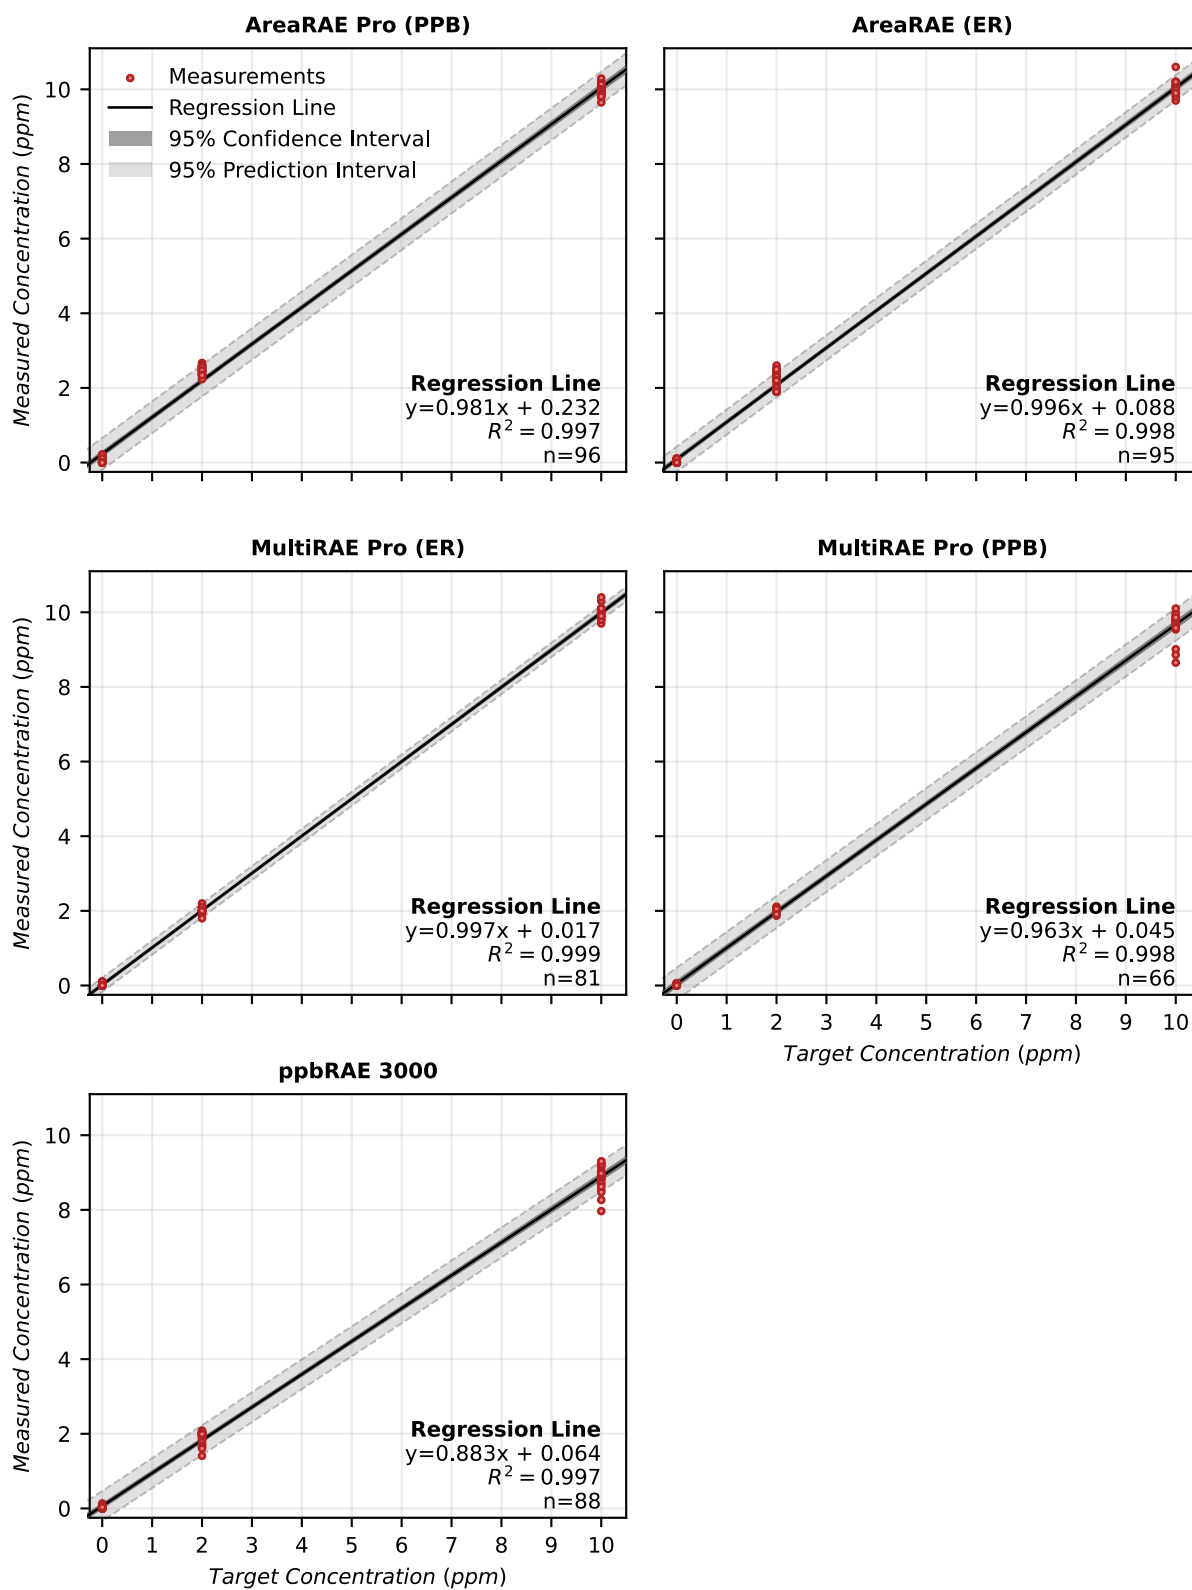 AreaRAE Pro (PPB)
Measurements
Regression Line
95% Confidence Interval
95% Prediction Interval
Measured Concentration (ppm)
10
8
6
4
2
0
Regression Line
y=0.981x + 0.232
R² = 0.997
n=96
AreaRAE (ER)
Regression Line
y=0.996x + 0.088
R² = 0.998
n=95
MultiRAE Pro (ER)
Measured Concentration (ppm)
10
8
6
4
2
0
Regression Line
y=0.997x + 0.017
R² = 0.999
n=81
MultiRAE Pro (PPB)
Regression Line
y=0.963x + 0.045
R² = 0.998
n=66
0 1 2 3 4 5 6 7 8 9 10
Target Concentration (ppm)
ppbRAE 3000
Measured Concentration (ppm)
10
8
6
4
2
0
Regression Line
y=0.883x + 0.064
R² = 0.997
n=88
0 1 2 3 4 5 6 7 8 9 10
Target Concentration (ppm)